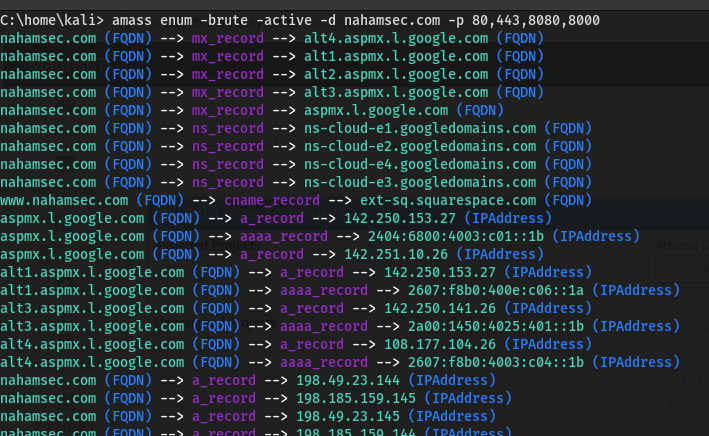 C:\home\kali> amass enum -brute -active -d nahamsec.com -p 80,443,8080,8000
nahamsec.com (FQDN) --> mx_record --> alt4.aspmx.l.google.com (FQDN)
nahamsec.com (FQDN) --> mx_record --> alt1.aspmx.l.google.com (FQDN)
nahamsec.com (FQDN) --> mx_record --> alt2.aspmx.l.google.com (FQDN)
nahamsec.com (FQDN) --> mx_record --> alt3.aspmx.l.google.com (FQDN)
nahamsec.com (FQDN) --> mx_record --> aspmx.l.google.com (FQDN)
nahamsec.com (FQDN) --> ns_record --> ns-cloud-e1.googledomains.com (FQDN)
nahamsec.com (FQDN) --> ns_record --> ns-cloud-e2.googledomains.com (FQDN)
nahamsec.com (FQDN) --> ns_record --> ns-cloud-e4.googledomains.com (FQDN)
nahamsec.com (FQDN) --> ns_record --> ns-cloud-e3.googledomains.com (FQDN)
www.nahamsec.com (FQDN) --> cname_record --> ext-sq.squarespace.com (FQDN)
aspmx.l.google.com (FQDN) --> a_record --> 142.250.153.27 (IPAddress)
aspmx.l.google.com (FQDN) --> aaaa_record --> 2404:6800:4003:c01::1b (IPAddress)
aspmx.l.google.com (FQDN) --> a_record --> 142.251.10.26 (IPAddress)
alt1.aspmx.l.google.com (FQDN) --> a_record --> 142.250.153.27 (IPAddress)
alt1.aspmx.l.google.com (FQDN) --> aaaa_record --> 2607:f8b0:400e:c06::1a (IPAddress)
alt3.aspmx.l.google.com (FQDN) --> a_record --> 142.250.141.26 (IPAddress)
alt3.aspmx.l.google.com (FQDN) --> aaaa_record --> 2a00:1450:4025:401::1b (IPAddress)
alt4.aspmx.l.google.com (FQDN) --> a_record --> 108.177.104.26 (IPAddress)
alt4.aspmx.l.google.com (FQDN) --> aaaa_record --> 2607:f8b0:4003:c04::1b (IPAddress)
nahamsec.com (FQDN) --> a_record --> 198.49.23.144 (IPAddress)
nahamsec.com (FQDN) --> a_record --> 198.185.159.145 (IPAddress)
nahamsec.com (FQDN) --> a_record --> 198.49.23.145 (IPAddress)
nahamsec.com (FQDN) --> a_record --> 198.185.159.144 (IPAddress)